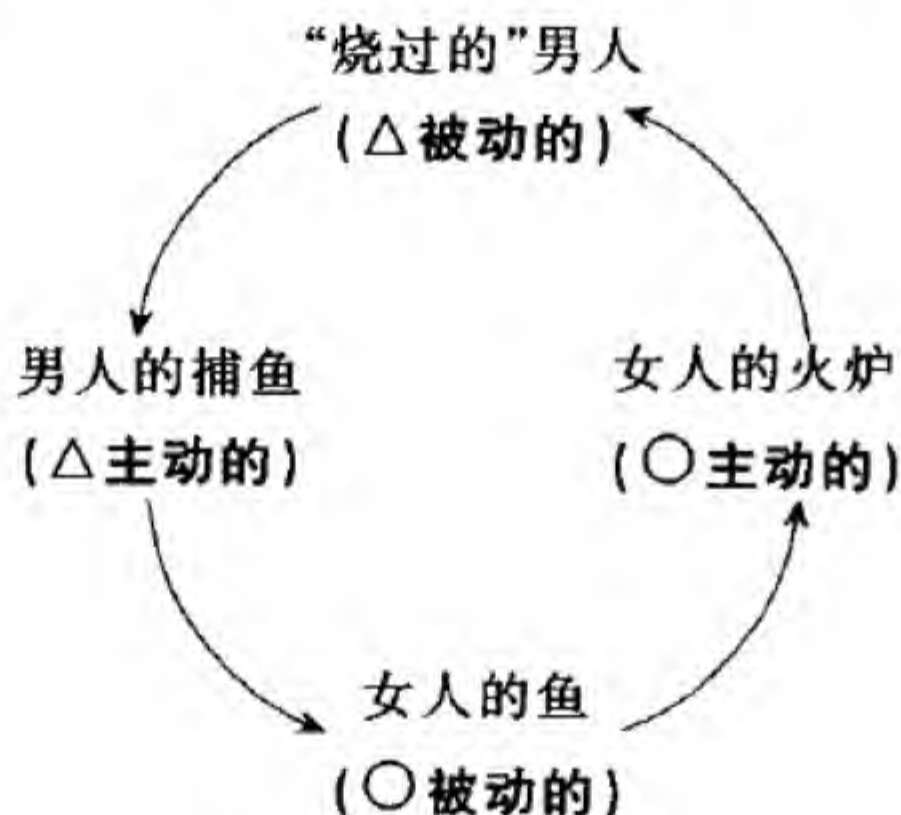 “烧过的”男人
(△被动的)
男人的捕鱼
(△主动的)
女人的火炉
(○主动的)
女人的鱼
(○被动的)